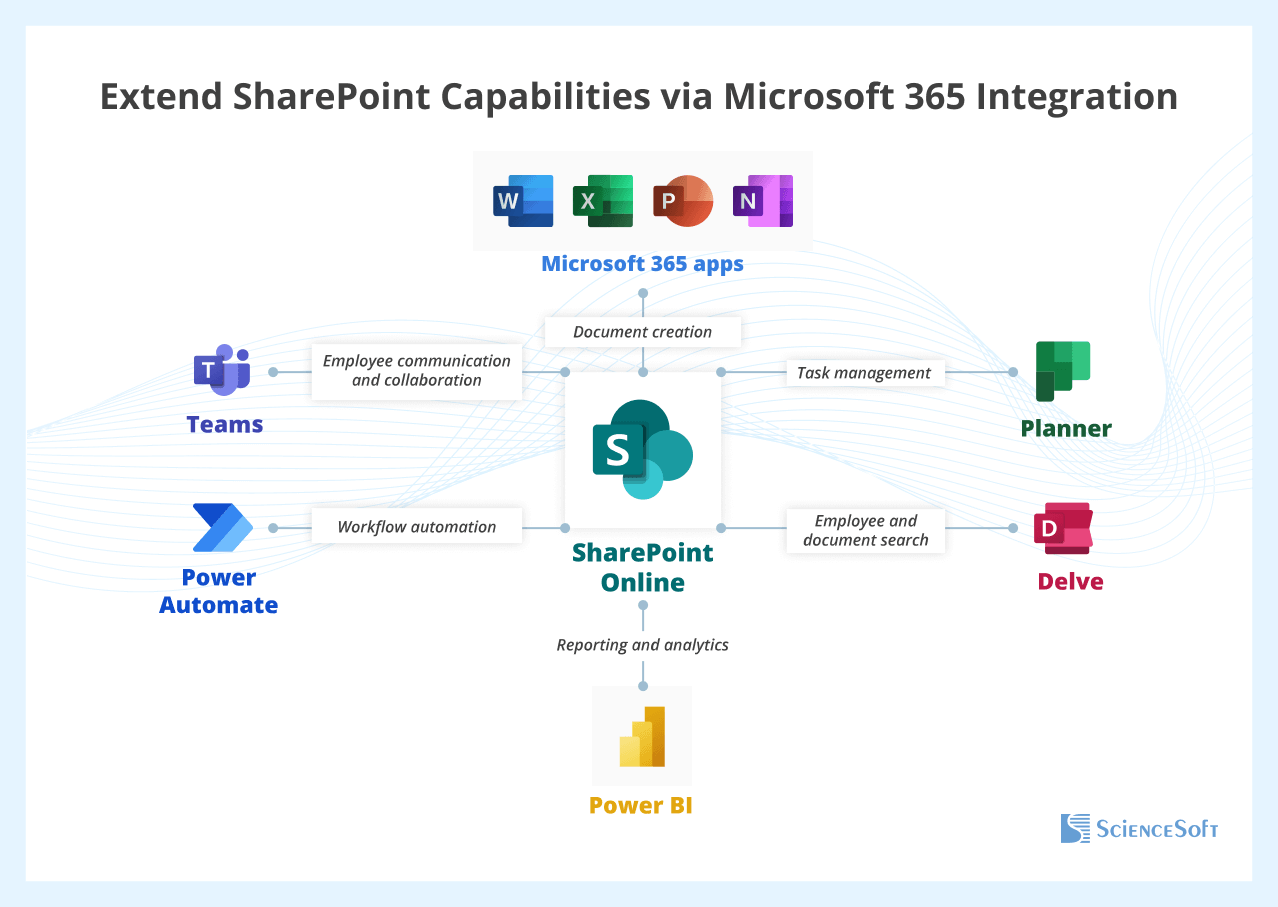 Extend SharePoint Capabilities via Microsoft 365 Integration
W X P N
Microsoft 365 apps
Document creation
T
Teams
Employee communication
and collaboration
Task management
Planner
S
SharePoint
Online
Workflow automation
Power
Automate
Employee and
document search
D
Delve
Reporting and analytics
Power BI
S ScienceSoft